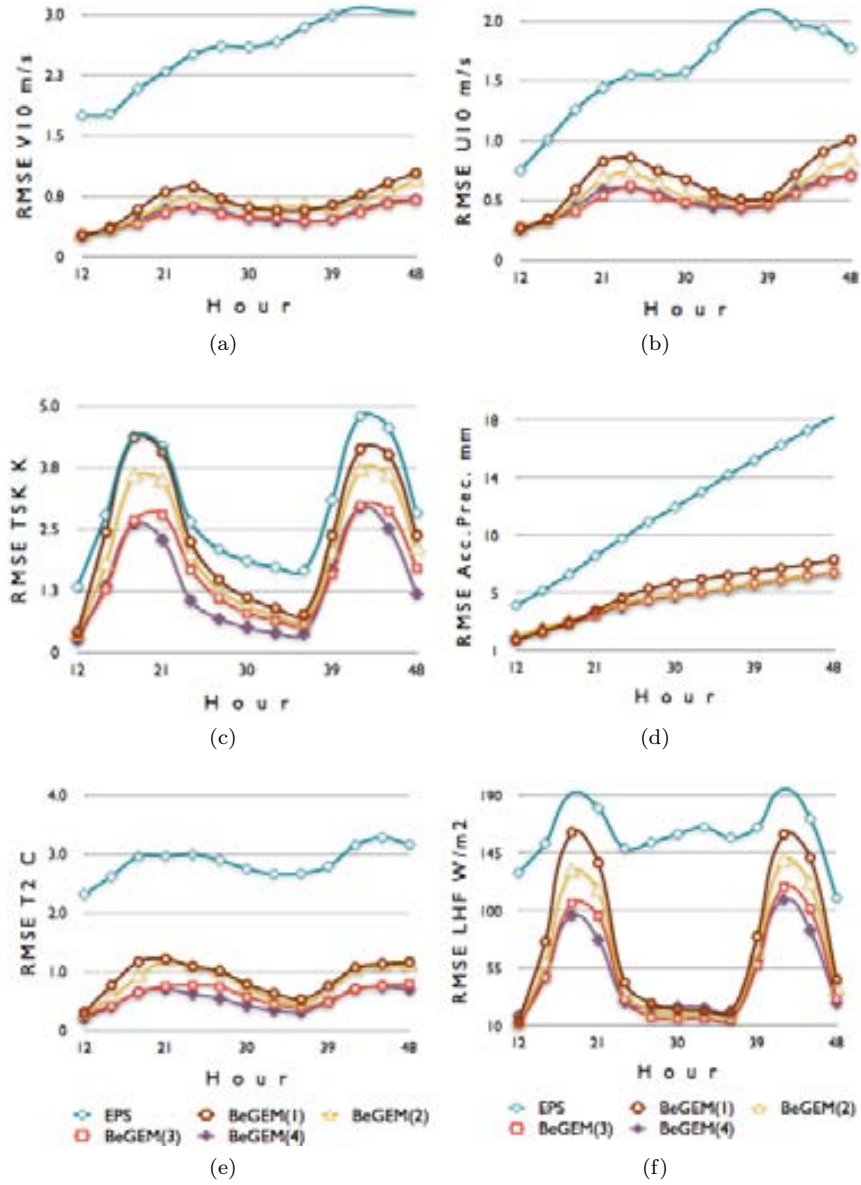 3.0
2.3
1.5
0.8
0
RMSE V10 m/s
12 21 30 39 48
Hour
(a)
2.0
1.5
1.0
0.5
0
RMSE U10 m/s
12 21 30 39 48
Hour
(b)
5.0
3.8
2.5
1.3
0
RMSE TSK K
12 21 30 39 48
Hour
(c)
18
14
10
5
1
RMSE Acc.Prec. mm
12 21 30 39 48
Hour
(d)
4.0
3.0
2.0
1.0
0
RMSE T2 C
12 21 30 39 48
Hour
EPS BeGEM(1) BeGEM(2)
BeGEM(3) BeGEM(4)
(e)
190
145
100
55
10
RMSE LHF W/m2
12 21 30 39 48
Hour
EPS BeGEM(1) BeGEM(2)
BeGEM(3) BeGEM(4)
(f)